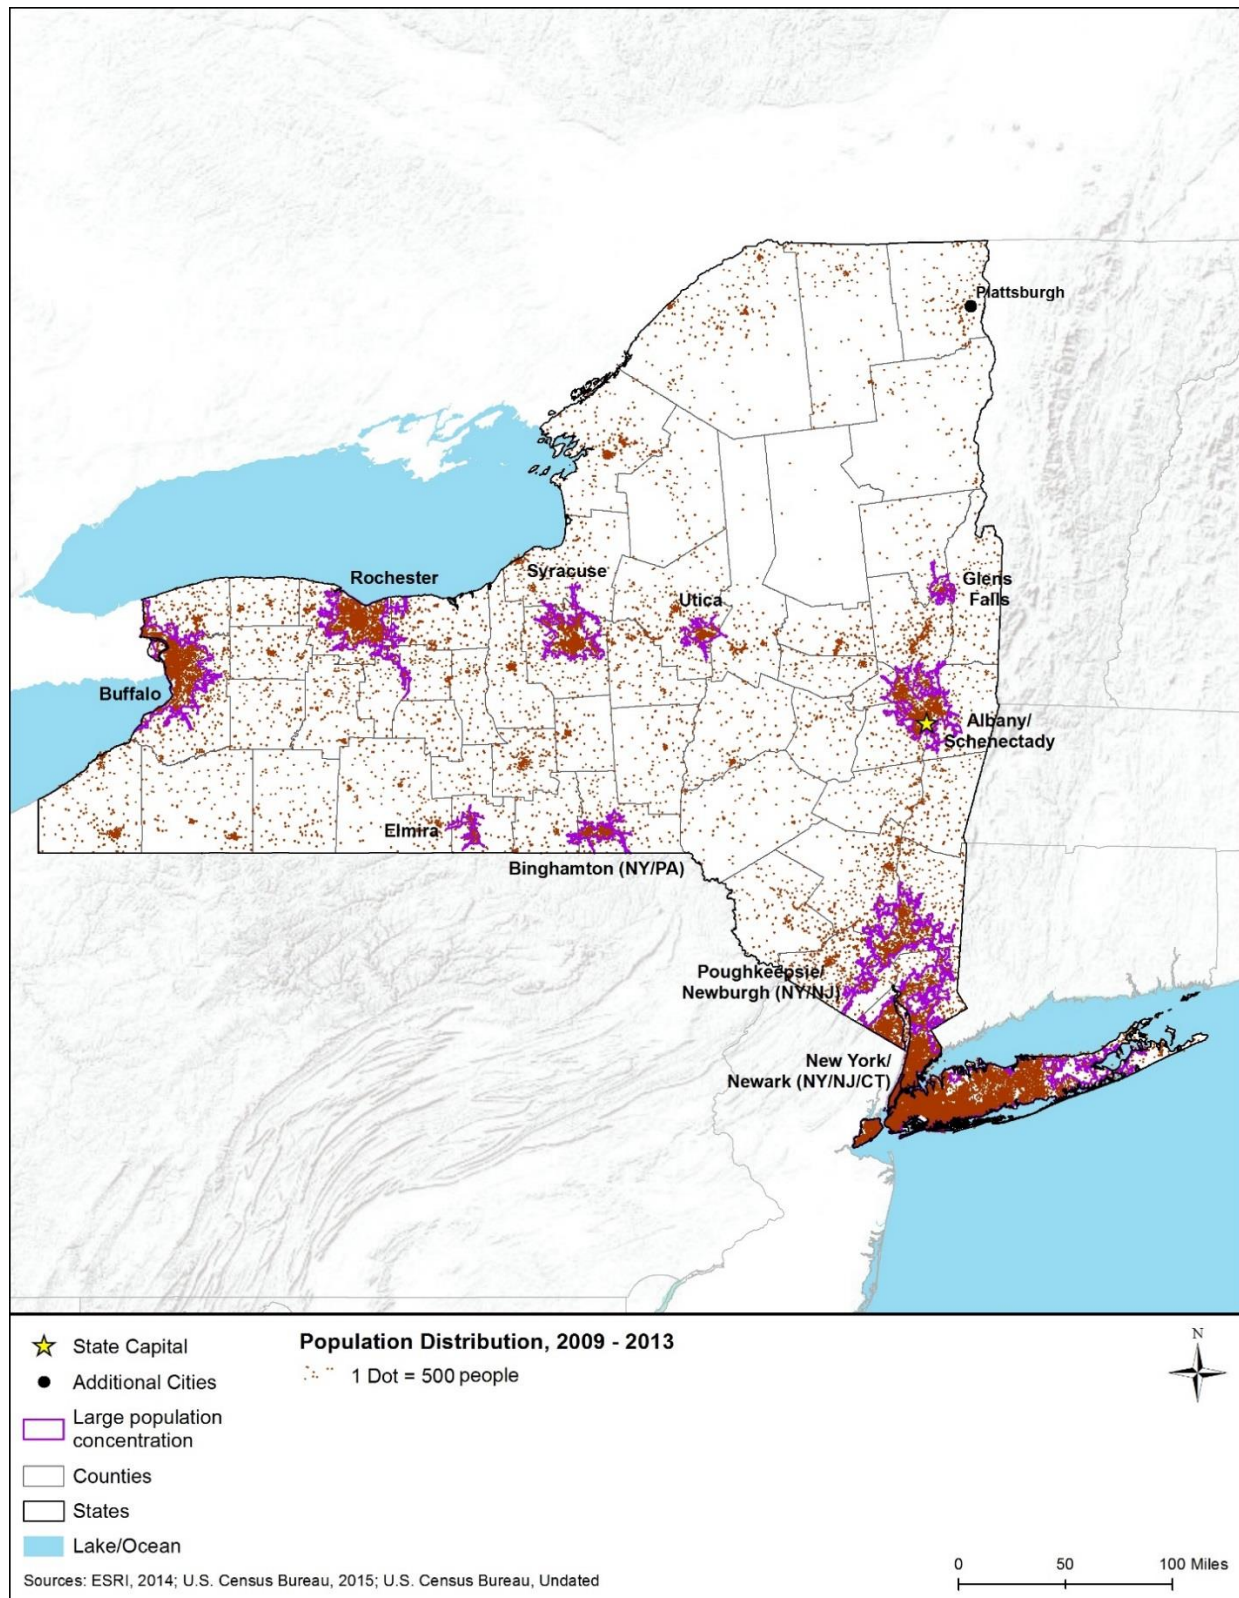 Plattsburgh
Rochester
Syracuse
Utica
Glens
Falls
Buffalo
Albany/
Schenectady
Elmira
Binghamton (NY/PA)
Poughkeepsie/
Newburgh (NY/NJ)
New York/
Newark (NY/NJ/CT)
State Capital
Additional Cities
Large population
concentration
Counties
States
Lake/Ocean
Population Distribution, 2009 - 2013
1 Dot = 500 people
N
Sources: ESRI, 2014; U.S. Census Bureau, 2015; U.S. Census Bureau, Undated
0 50 100 Miles